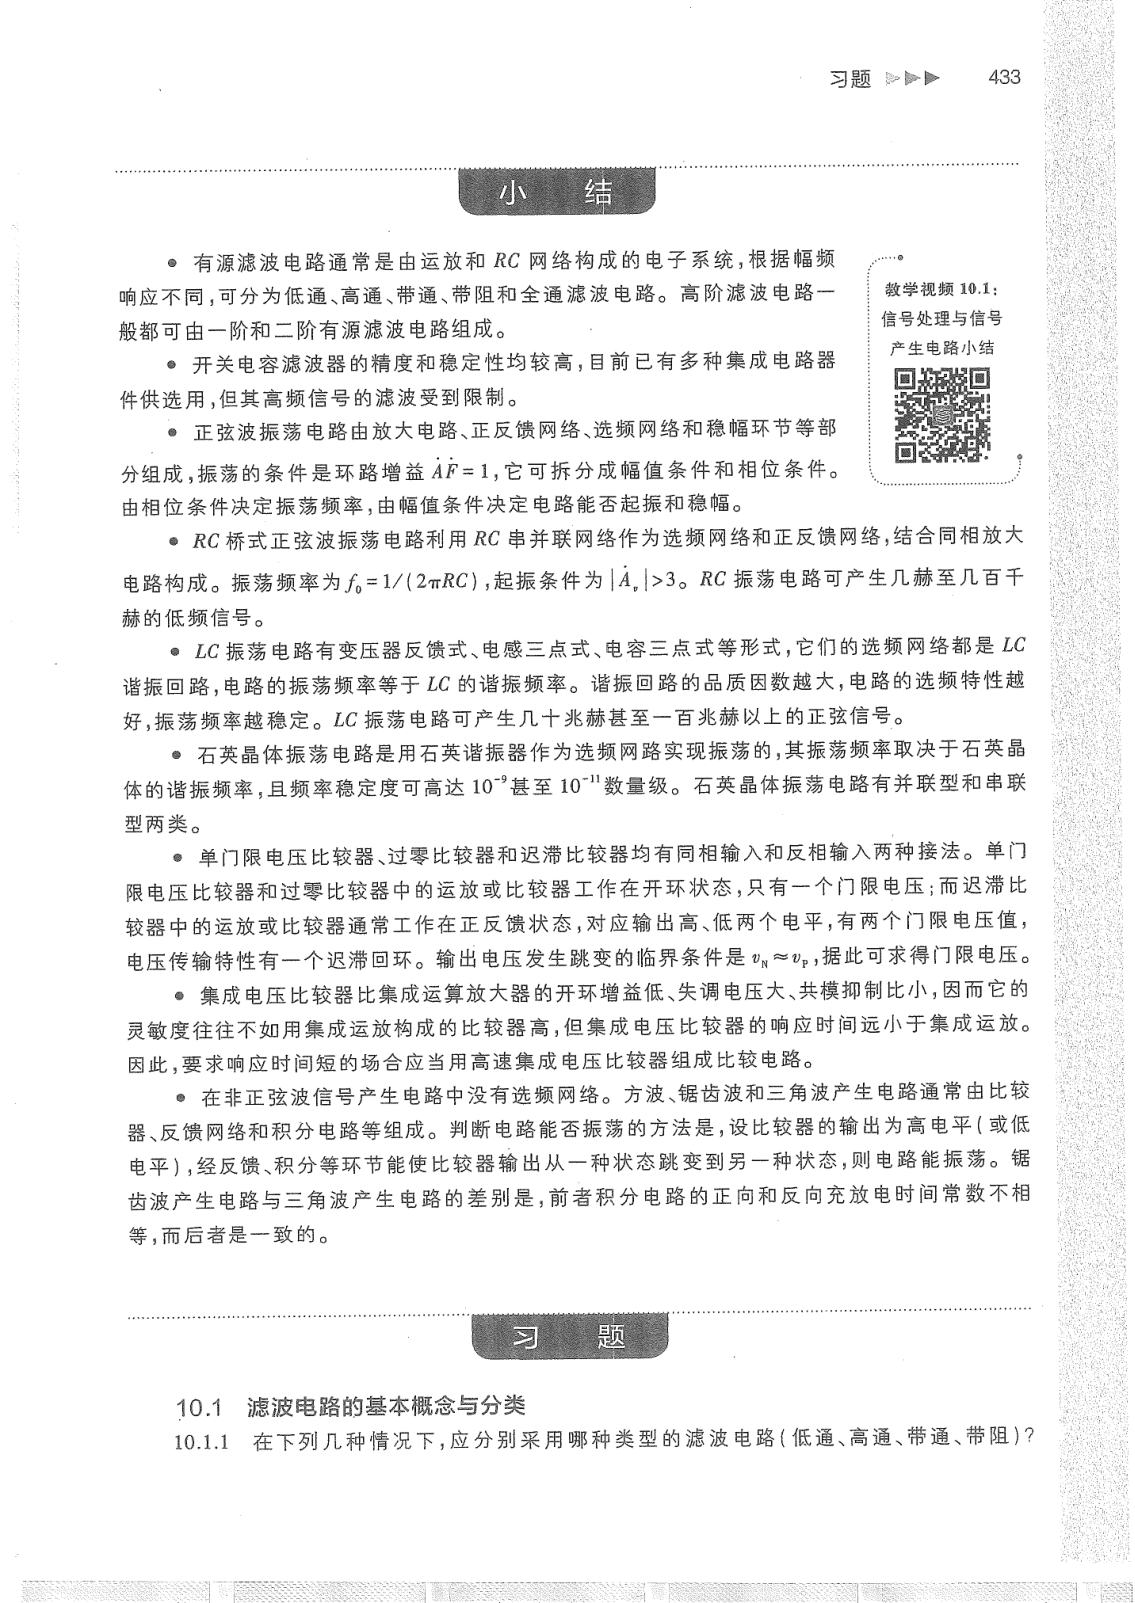 习题 433
小 结
● 有源滤波电路通常是由运放和 RC 网络构成的电子系统,根据幅频
响应不同,可分为低通、高通、带通、带阻和全通滤波电路。高阶滤波电路一
般都可由一阶和二阶有源滤波电路组成。
● 开关电容滤波器的精度和稳定性均较高,目前已有多种集成电路器
件供选用,但其高频信号的滤波受到限制。
● 正弦波振荡电路由放大电路、正反馈网络、选频网络和稳幅环节等部
分组成,振荡的条件是环路增益 ȦḞ=1,它可拆分成幅值条件和相位条件。
由相位条件决定振荡频率,由幅值条件决定电路能否起振和稳幅。
教学视频 10.1:
信号处理与信号
产生电路小结
● RC 桥式正弦波振荡电路利用 RC 串并联网络作为选频网络和正反馈网络,结合同相放大
电路构成。振荡频率为 f₀=1/(2πRC),起振条件为|Ȧᵥ|>3。RC 振荡电路可产生几赫至几百千
赫的低频信号。
● LC 振荡电路有变压器反馈式、电感三点式、电容三点式等形式,它们的选频网络都是 LC
谐振回路,电路的振荡频率等于 LC 的谐振频率。谐振回路的品质因数越大,电路的选频特性越
好,振荡频率越稳定。LC 振荡电路可产生几十兆赫甚至一百兆赫以上的正弦信号。
● 石英晶体振荡电路是用石英谐振器作为选频网路实现振荡的,其振荡频率取决于石英晶
体的谐振频率,且频率稳定度可高达 10⁻⁹甚至 10⁻¹¹数量级。石英晶体振荡电路有并联型和串联
型两类。
● 单门限电压比较器、过零比较器和迟滞比较器均有同相输入和反相输入两种接法。单门
限电压比较器和过零比较器中的运放或比较器工作在开环状态,只有一个门限电压;而迟滞比
较器中的运放或比较器通常工作在正反馈状态,对应输出高、低两个电平,有两个门限电压值,
电压传输特性有一个迟滞回环。输出电压发生跳变的临界条件是 v_N≈v_P,据此可求得门限电压。
● 集成电压比较器比集成运算放大器的开环增益低、失调电压大、共模抑制比小,因而它的
灵敏度往往不如用集成运放构成的比较器高,但集成电压比较器的响应时间远小于集成运放。
因此,要求响应时间短的场合应当用高速集成电压比较器组成比较电路。
● 在非正弦波信号产生电路中没有选频网络。方波、锯齿波和三角波产生电路通常由比较
器、反馈网络和积分电路等组成。判断电路能否振荡的方法是,设比较器的输出为高电平(或低
电平),经反馈、积分等环节能使比较器输出从一种状态跳变到另一种状态,则电路能振荡。锯
齿波产生电路与三角波产生电路的差别是,前者积分电路的正向和反向充放电时间常数不相
等,而后者是一致的。
习 题
10.1 滤波电路的基本概念与分类
10.1.1 在下列几种情况下,应分别采用哪种类型的滤波电路(低通、高通、带通、带阻)?